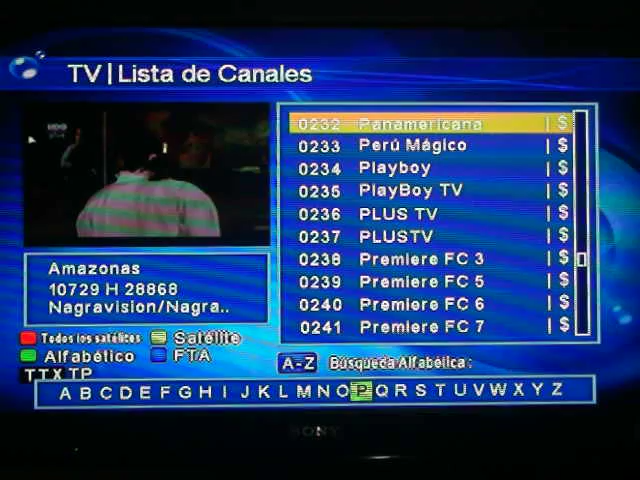 TV | Lista de Canales
HBO
0232 Panamericana | $
0233 Perú Mágico | $
0234 Playboy | $
0235 PlayBoy TV | $
0236 PLUS TV | $
0237 PLUSTV | $
0238 Premiere FC 3 | $
0239 Premiere FC 5 | $
0240 Premiere FC 6 | $
0241 Premiere FC 7 | $
Amazonas
10729 H 28868
Nagravision/Nagra..
Todos los satélites Satélite
Alfabético FTA
TTX TP
A-Z Búsqueda Alfabética :
A B C D E F G H I J K L M N O P Q R S T U V W X Y Z
SONY